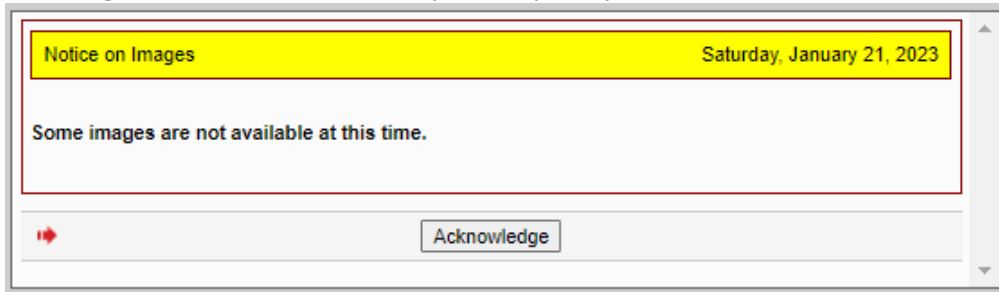 Notice on Images Saturday, January 21, 2023
Some images are not available at this time.
Acknowledge